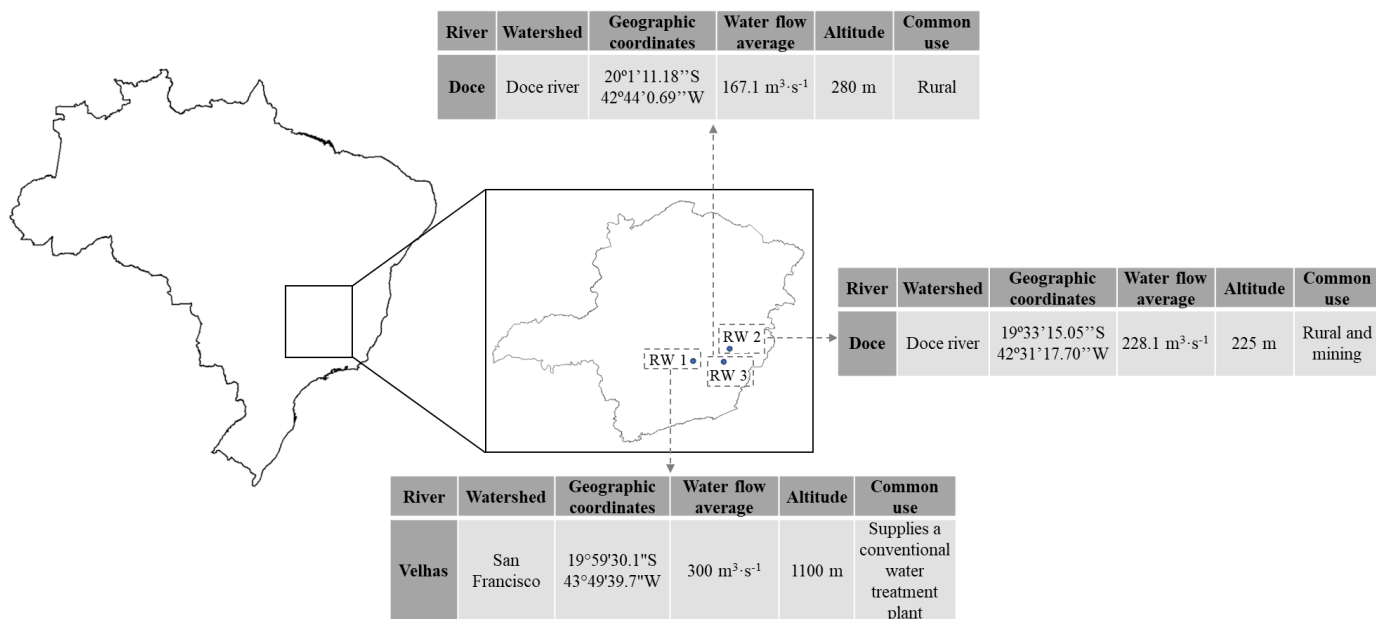 River Watershed Geographic coordinates Water flow average Altitude Common use
Doce Doce river 20º1’11.18’’S 42º44’0.69’’W 167.1 m³·s⁻¹ 280 m Rural
RW 1
RW 2
RW 3
River Watershed Geographic coordinates Water flow average Altitude Common use
Doce Doce river 19º33’15.05’’S 42º31’17.70’’W 228.1 m³·s⁻¹ 225 m Rural and mining
River Watershed Geographic coordinates Water flow average Altitude Common use
Velhas San Francisco 19°59'30.1"S 43°49'39.7"W 300 m³·s⁻¹ 1100 m Supplies a conventional water treatment plant